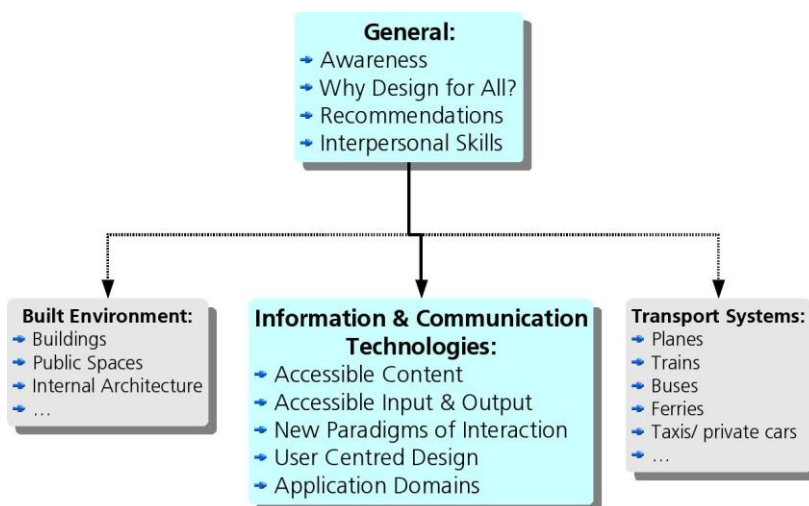 General:
Awareness
Why Design for All?
Recommendations
Interpersonal Skills
Built Environment:
Buildings
Public Spaces
Internal Architecture
...
Information & Communication
Technologies:
Accessible Content
Accessible Input & Output
New Paradigms of Interaction
User Centred Design
Application Domains
Transport Systems:
Planes
Trains
Buses
Ferries
Taxis/ private cars
...